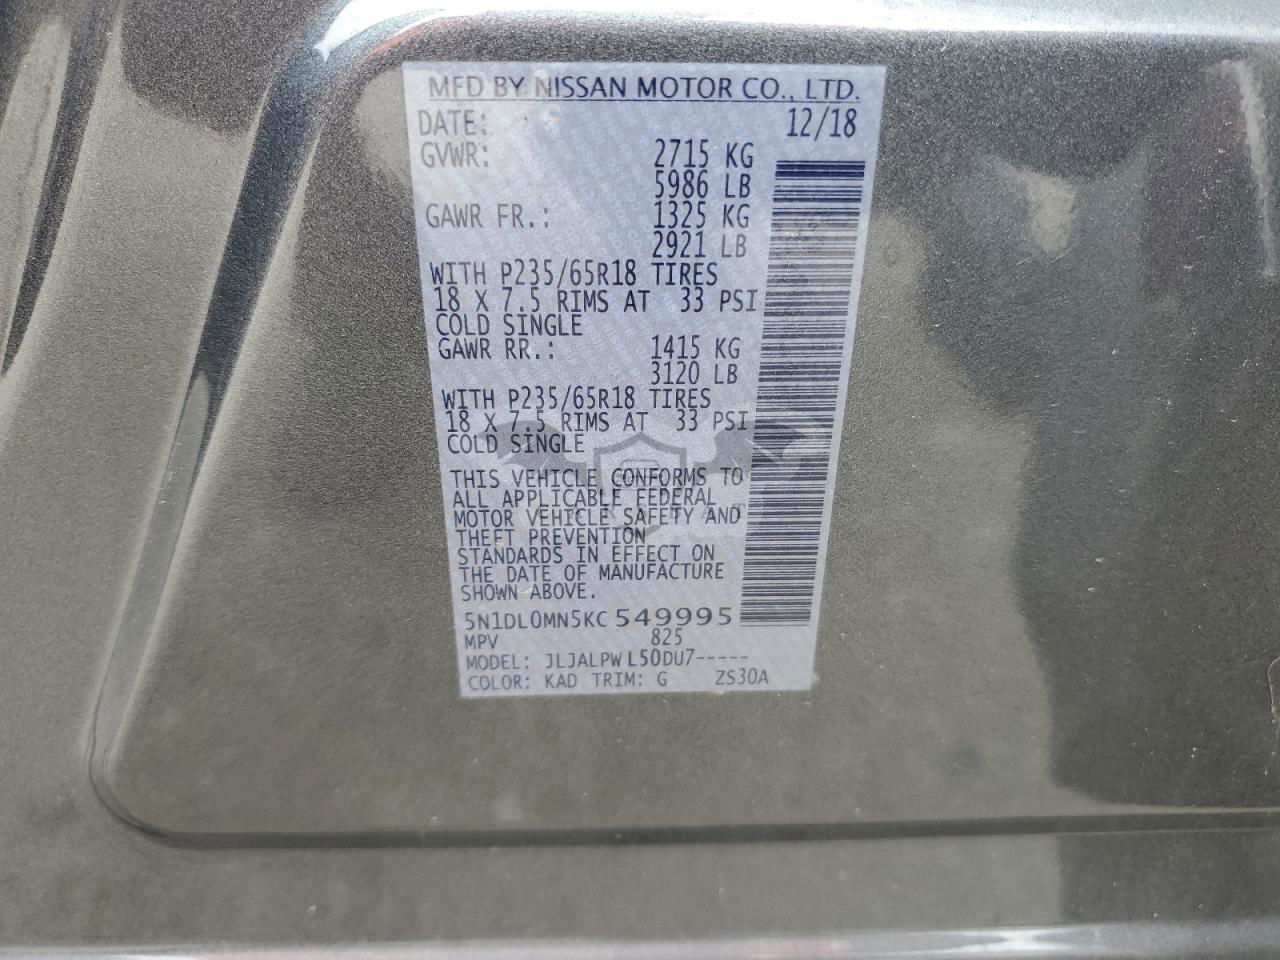 MFD BY NISSAN MOTOR CO., LTD.
DATE: 12/18
GVWR: 2715 KG
5986 LB
GAWR FR.: 1325 KG
2921 LB
WITH P235/65R18 TIRES
18 X 7.5 RIMS AT 33 PSI
COLD SINGLE
GAWR RR.: 1415 KG
3120 LB
WITH P235/65R18 TIRES
18 X 7.5 RIMS AT 33 PSI
COLD SINGLE
THIS VEHICLE CONFORMS TO
ALL APPLICABLE FEDERAL
MOTOR VEHICLE SAFETY AND
THEFT PREVENTION
STANDARDS IN EFFECT ON
THE DATE OF MANUFACTURE
SHOWN ABOVE.
5N1DL0MN5KC 549995
MPV 825
MODEL: JLJALPW L50DU7-----
COLOR: KAD TRIM: G ZS30A